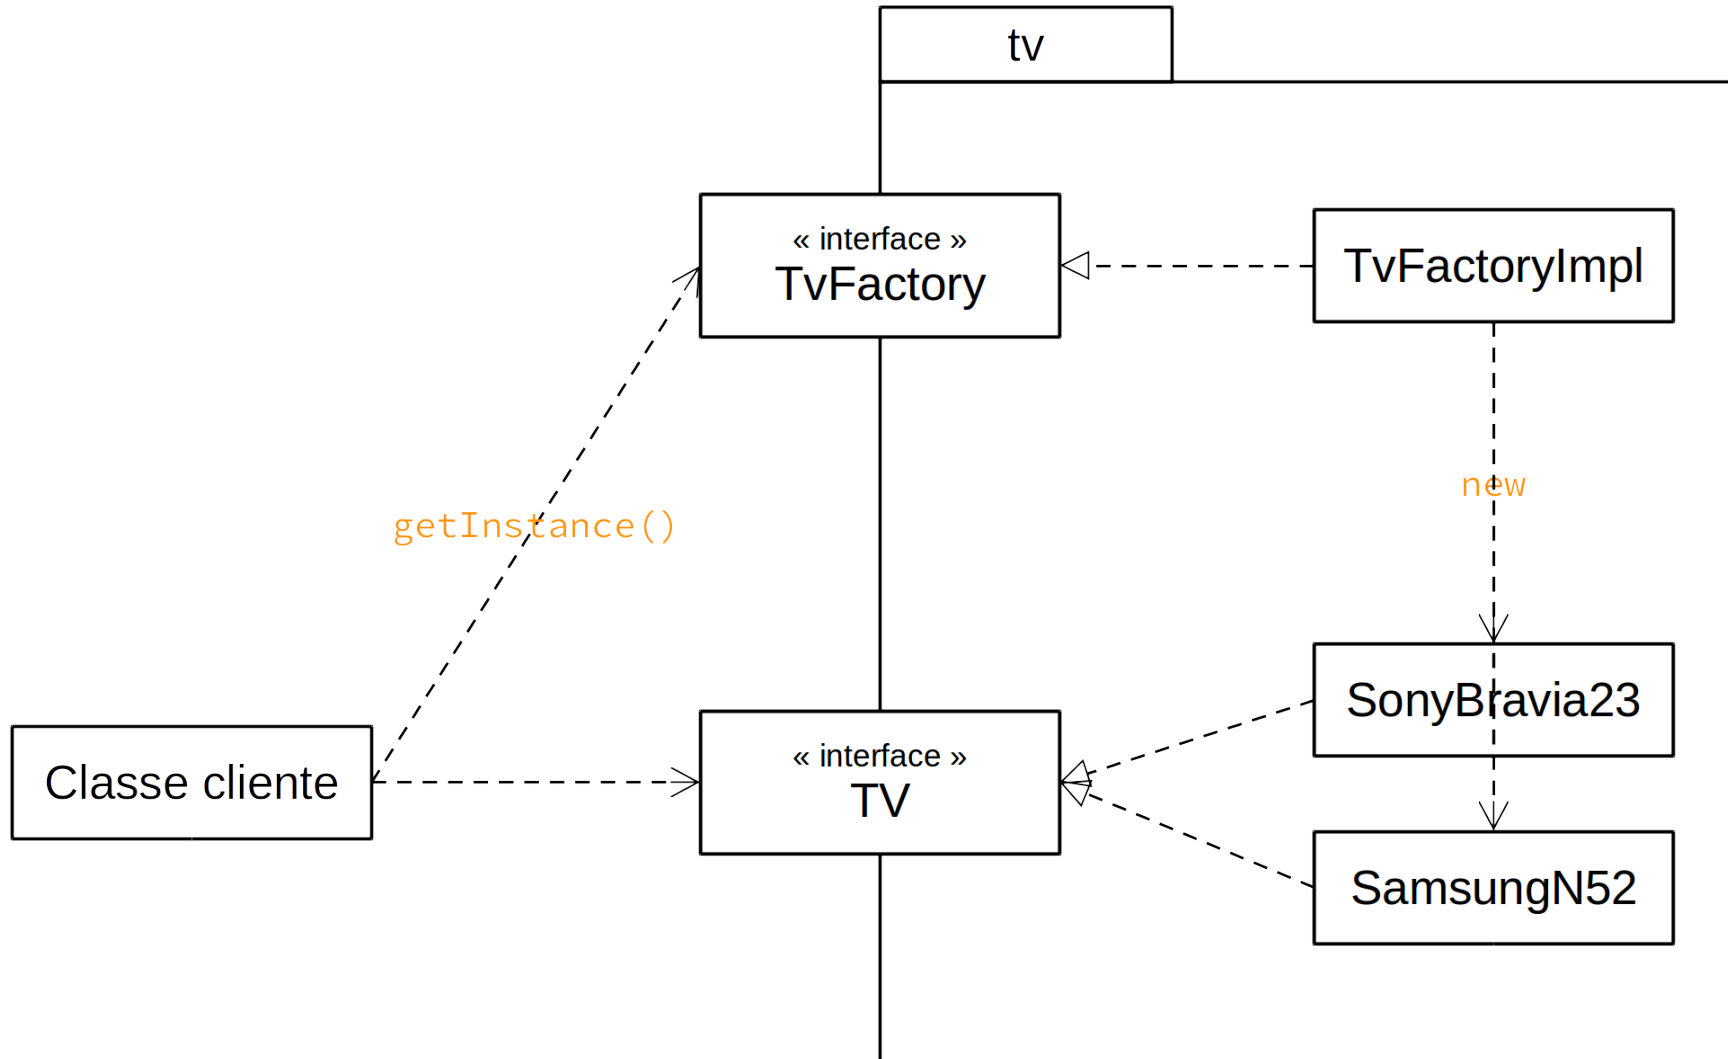 tv
« interface »
TvFactory
TvFactoryImpl
new
getInstance()
SonyBravia23
Classe cliente
« interface »
TV
SamsungN52